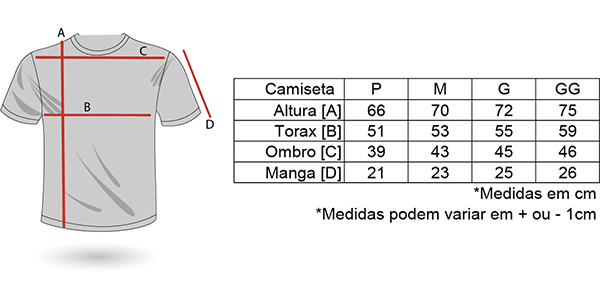 A
C
B
D
Camiseta P M G GG
Altura [A] 66 70 72 75
Torax [B] 51 53 55 59
Ombro [C] 39 43 45 46
Manga [D] 21 23 25 26
*Medidas em cm
*Medidas podem variar em + ou - 1cm